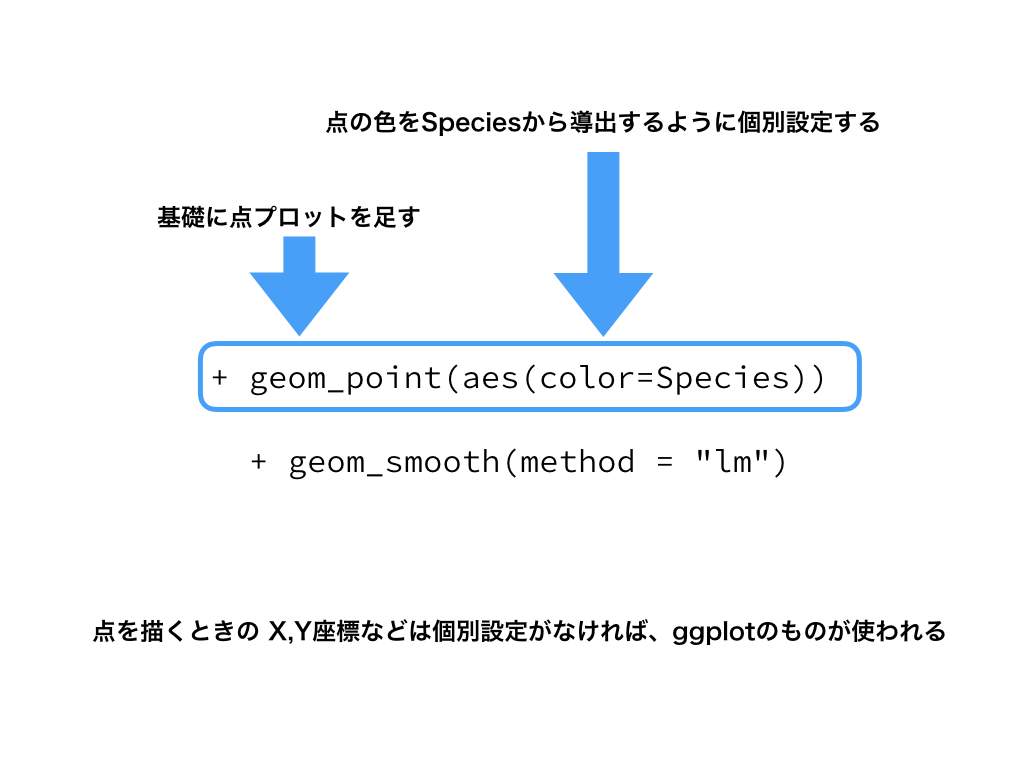 点の色をSpeciesから導出するように個別設定する
基礎に点プロットを足す
+ geom_point(aes(color=Species))
+ geom_smooth(method = "lm")
点を描くときの X,Y座標などは個別設定がなければ、ggplotのものが使われる